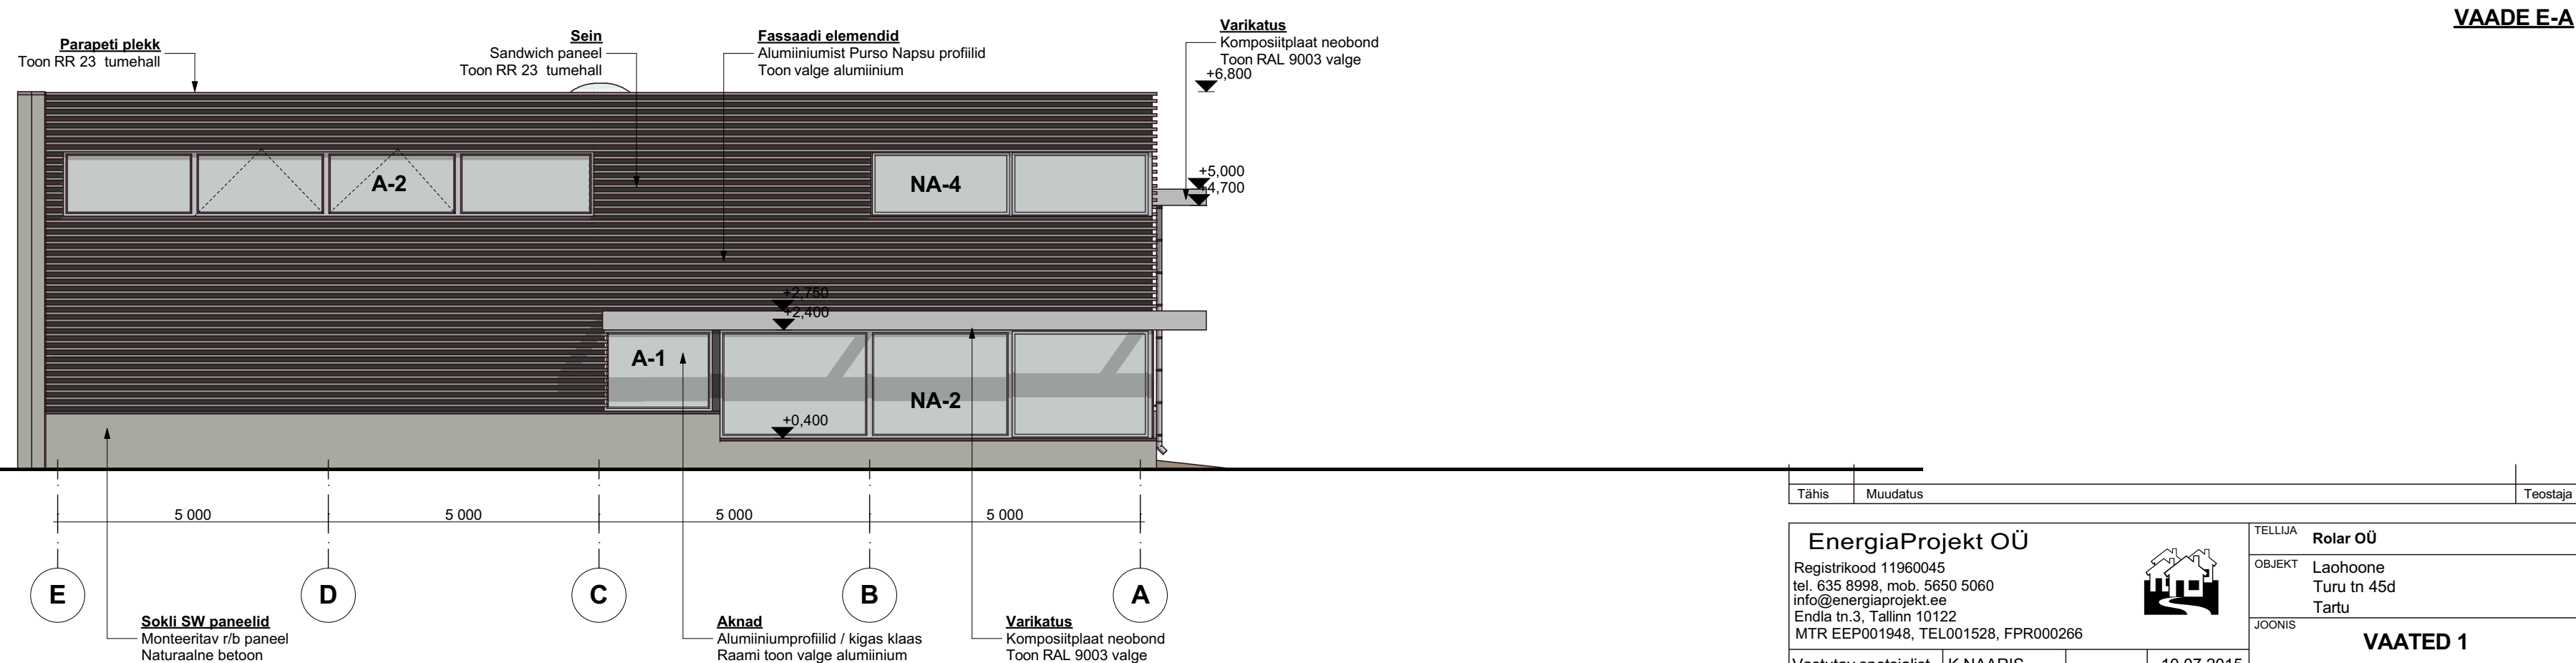 VAADE E-A
Parapeti plekk
Toon RR 23 tumehall
Sein
Sandwich paneel
Toon RR 23 tumehall
Fassaadi elemendid
Alumiiniumist Purso Napsu profiilid
Toon valge alumiinium
Varikatus
Komposiitplaat neobond
Toon RAL 9003 valge
+6,800
A-2
NA-4
+5,000
+4,700
+2,750
+2,400
A-1
NA-2
+0,400
5 000
5 000
5 000
5 000
E
D
C
B
A
Sokli SW paneelid
Monteeritav r/b paneel
Naturaalne betoon
Aknad
Alumiiniumprofiilid / kigas klaas
Raami toon valge alumiinium
Varikatus
Komposiitplaat neobond
Toon RAL 9003 valge
Tähis
Muudatus
Teostaja
EnergiaProjekt OÜ
Registrikood 11960045
tel. 635 8998, mob. 5650 5060
info@energiaprojekt.ee
Endla tn.3, Tallinn 10122
MTR EEP001948, TEL001528, FPR000266
TELLIJA
Rolar OÜ
OBJEKT
Laohoone
Turu tn 45d
Tartu
JOONIS
VAATED 1
Vastutav spetsialist
K.NAARIS
10.07.2015